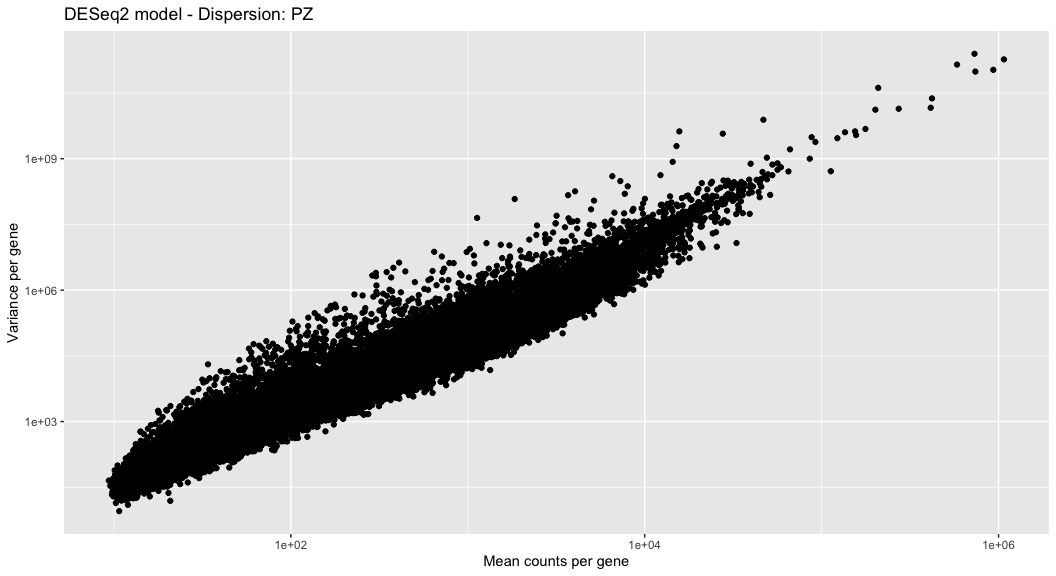 DESeq2 model - Dispersion: PZ
Variance per gene
1e+09
1e+06
1e+03
1e+02
1e+04
1e+06
Mean counts per gene